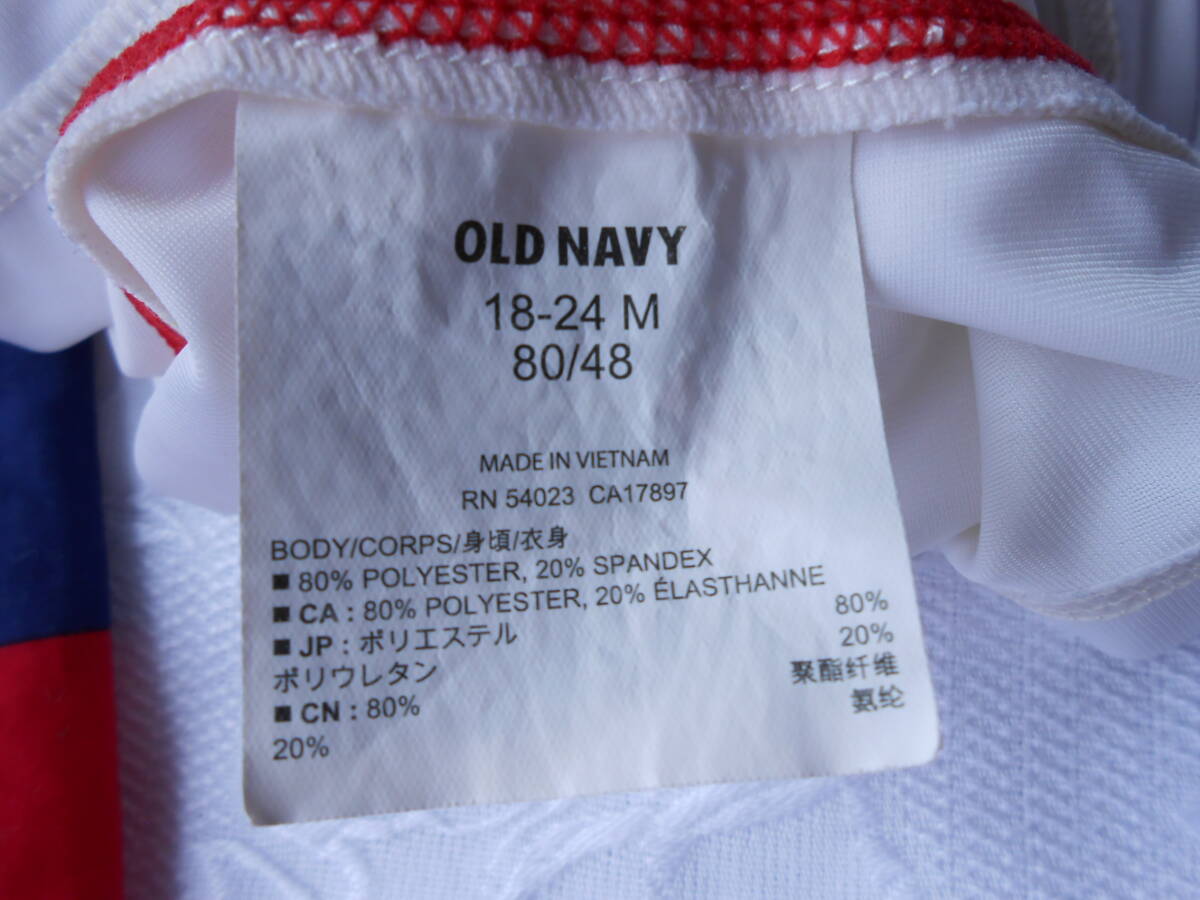 OLD NAVY
18-24 M
80/48
MADE IN VIETNAM
RN 54023 CA17897
BODY/CORPS/身頃/衣身
■ 80% POLYESTER, 20% SPANDEX
■ CA : 80% POLYESTER, 20% ÉLASTHANNE
■ JP : ポリエステル 80%
ポリウレタン 20%
■ CN : 80% 聚酯纤维
20% 氨纶